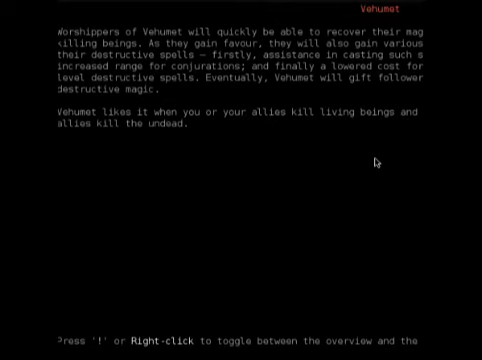 Vehumet
Worshippers of Vehumet will quickly be able to recover their mag
killing beings. As they gain favour, they will also gain various
their destructive spells — firstly, assistance in casting such s
increased range for conjurations; and finally a lowered cost for
level destructive spells. Eventually, Vehumet will gift follower
destructive magic.
Vehumet likes it when you or your allies kill living beings and
allies kill the undead.
Press '!' or Right-click to toggle between the overview and the